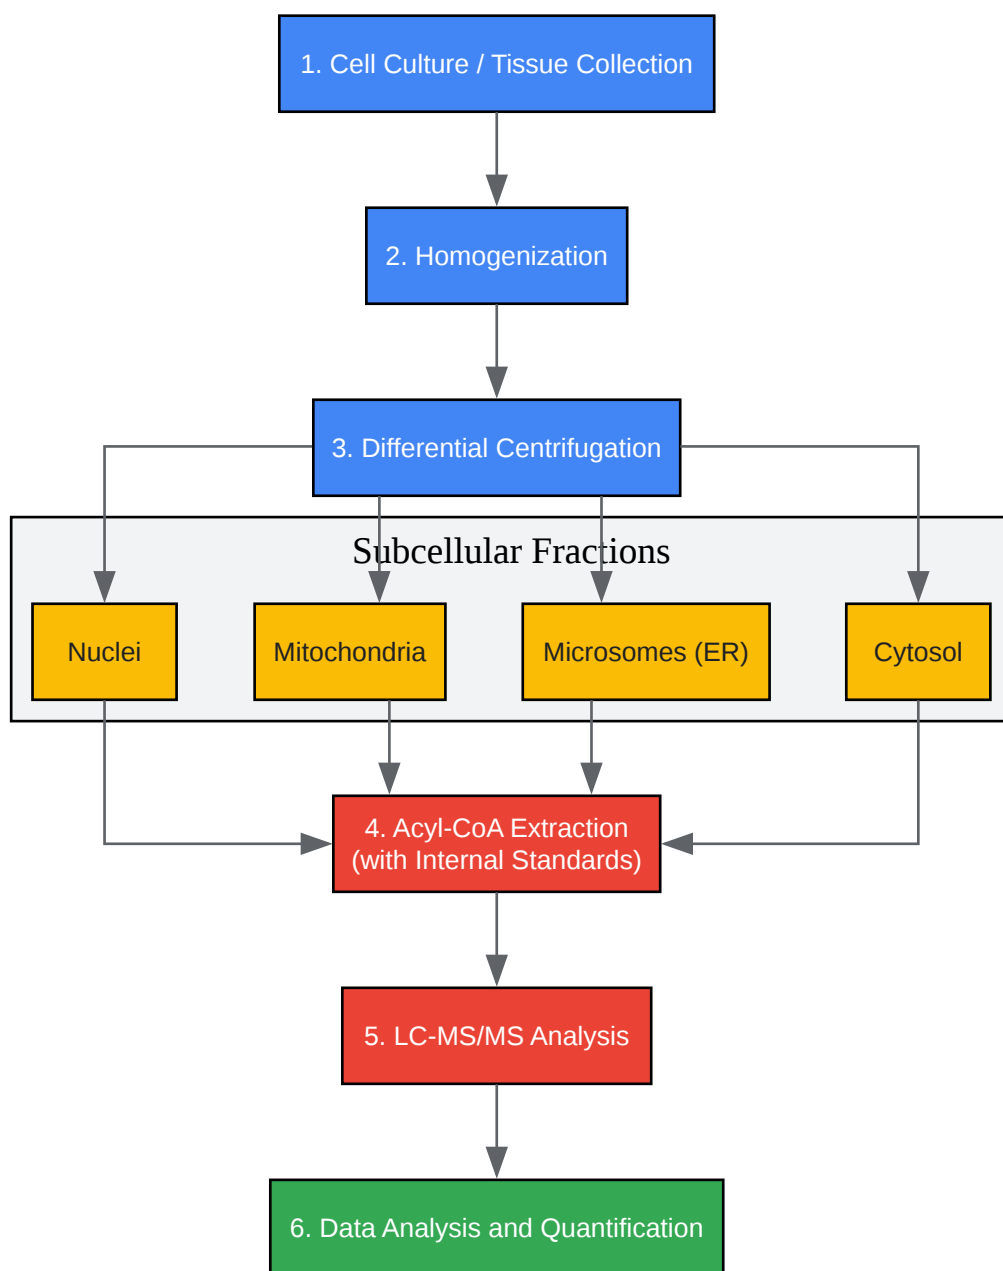 1. Cell Culture / Tissue Collection
2. Homogenization
3. Differential Centrifugation
Subcellular Fractions
Nuclei
Mitochondria
Microsomes (ER)
Cytosol
4. Acyl-CoA Extraction
(with Internal Standards)
5. LC-MS/MS Analysis
6. Data Analysis and Quantification